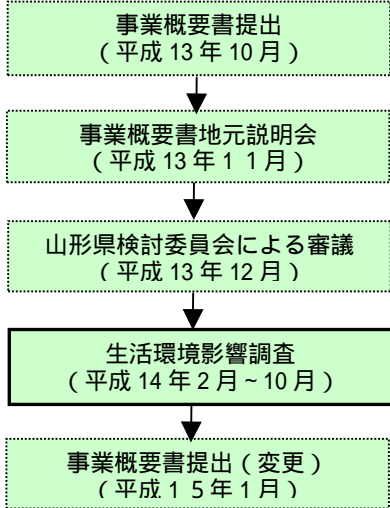 事業概要書提出
（平成 13 年 10 月）
事業概要書地元説明会
（平成 13 年１１月）
山形県検討委員会による審議
（平成 13 年 12 月）
生活環境影響調査
（平成 14 年 2 月~10 月）
事業概要書提出（変更）
（平成１５年１月）